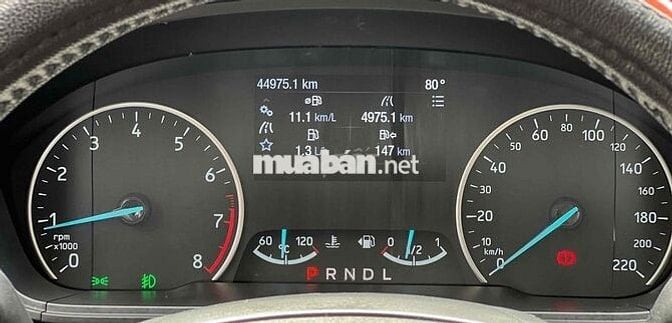 44975.1 km 80°
11.1 km/L 4975.1 km
1.3 147 km
muaban.net
0 1 2 3 4 5 6 7 8
rpm
x1000
60 °C 120
0 1/2 1
P R N D L
0 10 20 40 60 80 100 120 140 160 180 200 220
km/h